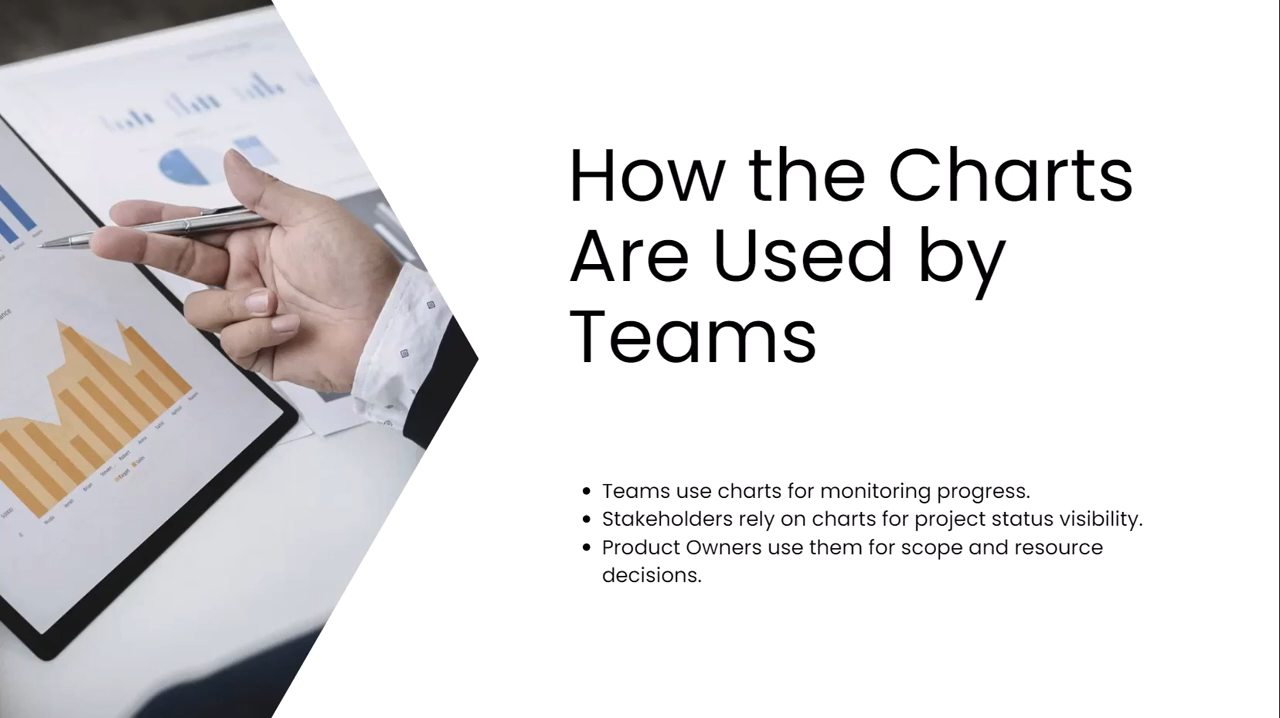 How the Charts
Are Used by
Teams
• Teams use charts for monitoring progress.
• Stakeholders rely on charts for project status visibility.
• Product Owners use them for scope and resource
decisions.